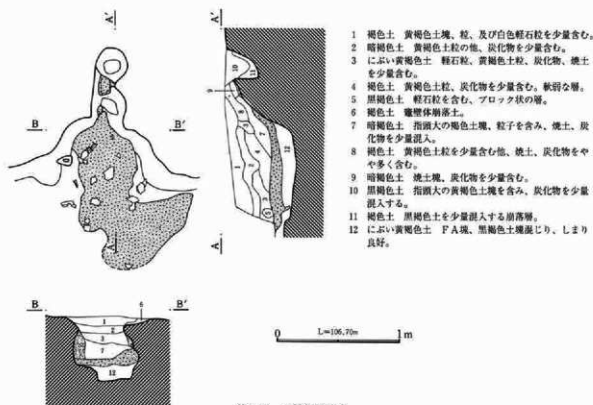 A′
A′
10
11
9
8
7
12
B
B′
A
A
B
6
B′
1
2
3
7
12
0
L=106.70m
1m
1 褐色土 黄褐色土塊、粒、及び白色軽石粒を少量含む。
2 暗褐色土 黄褐色土粒の他、炭化物を少量含む。
3 にぶい黄褐色土 軽石粒、黄褐色土粒、炭化物、焼土
を少量含む。
4 褐色土 黄褐色土粒、炭化物を少量含む。軟弱な層。
5 黒褐色土 軽石粒を含む、ブロック状の層。
6 褐色土 竈壁体崩落土。
7 暗褐色土 指頭大の褐色土塊、粒子を含み、焼土、炭
化物を少量混入。
8 褐色土 黄褐色土粒を少量含む他、焼土、炭化物をや
や多く含む。
9 暗褐色土 焼土塊、炭化物を少量含む。
10 黒褐色土 指頭大の黄褐色土塊を含み、炭化物を少量
混入する。
11 褐色土 黒褐色土を少量混入する崩落層。
12 にぶい黄褐色土 FA塊、黒褐色土塊混じり、しまり
良好。